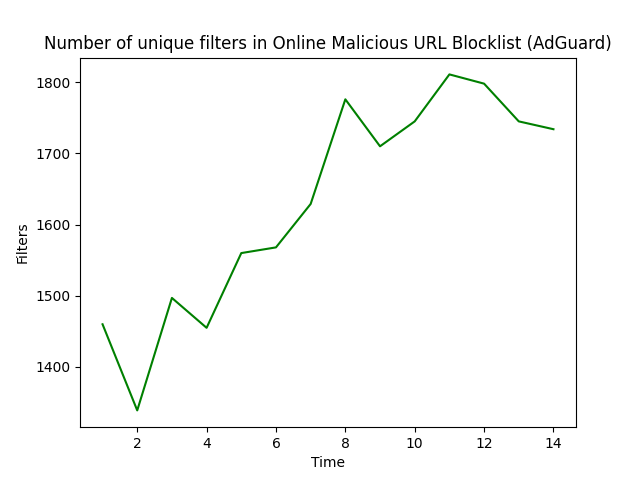 Number of unique filters in Online Malicious URL Blocklist (AdGuard)
1800
1700
1600
1500
1400
Filters
2 4 6 8 10 12 14
Time